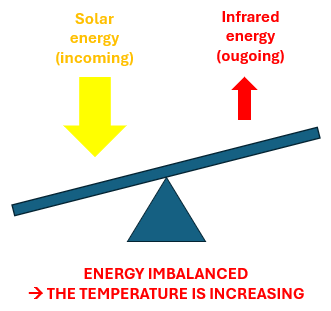 Solar
energy
(incoming)
Infrared
energy
(ougoing)
ENERGY IMBALANCED
→ THE TEMPERATURE IS INCREASING